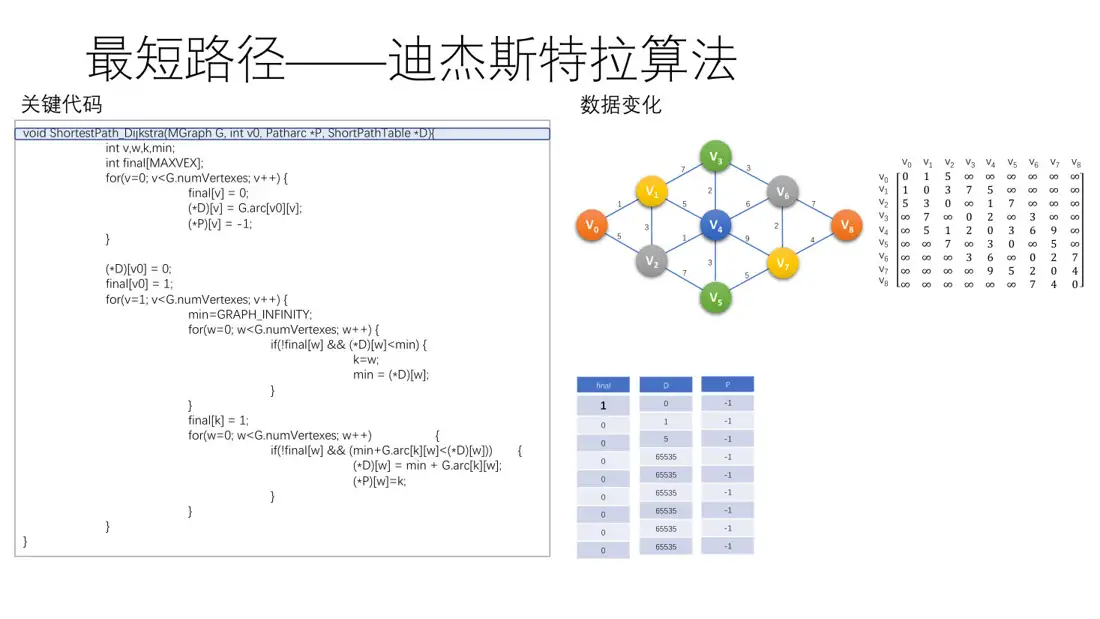 最短路径——迪杰斯特拉算法
关键代码
void ShortestPath_Dijkstra(MGraph G, int v0, Patharc *P, ShortPathTable *D){
int v,w,k,min;
int final[MAXVEX];
for(v=0; v<G.numVertexes; v++) {
final[v] = 0;
(*D)[v] = G.arc[v0][v];
(*P)[v] = -1;
}
(*D)[v0] = 0;
final[v0] = 1;
for(v=1; v<G.numVertexes; v++) {
min=GRAPH_INFINITY;
for(w=0; w<G.numVertexes; w++) {
if(!final[w] && (*D)[w]<min) {
k=w;
min = (*D)[w];
}
}
final[k] = 1;
for(w=0; w<G.numVertexes; w++) {
if(!final[w] && (min+G.arc[k][w]<(*D)[w])) {
(*D)[w] = min + G.arc[k][w];
(*P)[w]=k;
}
}
}
}
数据变化
V3
7 3
V1 2 V6
1 5 6 7
V0 3 V4 2 V8
5 1 9 4
V2 3 V7
7 5
V5
v0 v1 v2 v3 v4 v5 v6 v7 v8
v0 0 1 5 ∞ ∞ ∞ ∞ ∞ ∞
v1 1 0 3 7 5 ∞ ∞ ∞ ∞
v2 5 3 0 ∞ 1 7 ∞ ∞ ∞
v3 ∞ 7 ∞ 0 2 ∞ 3 ∞ ∞
v4 ∞ 5 1 2 0 3 6 9 ∞
v5 ∞ ∞ 7 ∞ 3 0 ∞ 5 ∞
v6 ∞ ∞ ∞ 3 6 ∞ 0 2 7
v7 ∞ ∞ ∞ ∞ 9 5 2 0 4
v8 ∞ ∞ ∞ ∞ ∞ ∞ 7 4 0
final D P
1 0 -1
0 1 -1
0 5 -1
0 65535 -1
0 65535 -1
0 65535 -1
0 65535 -1
0 65535 -1
0 65535 -1